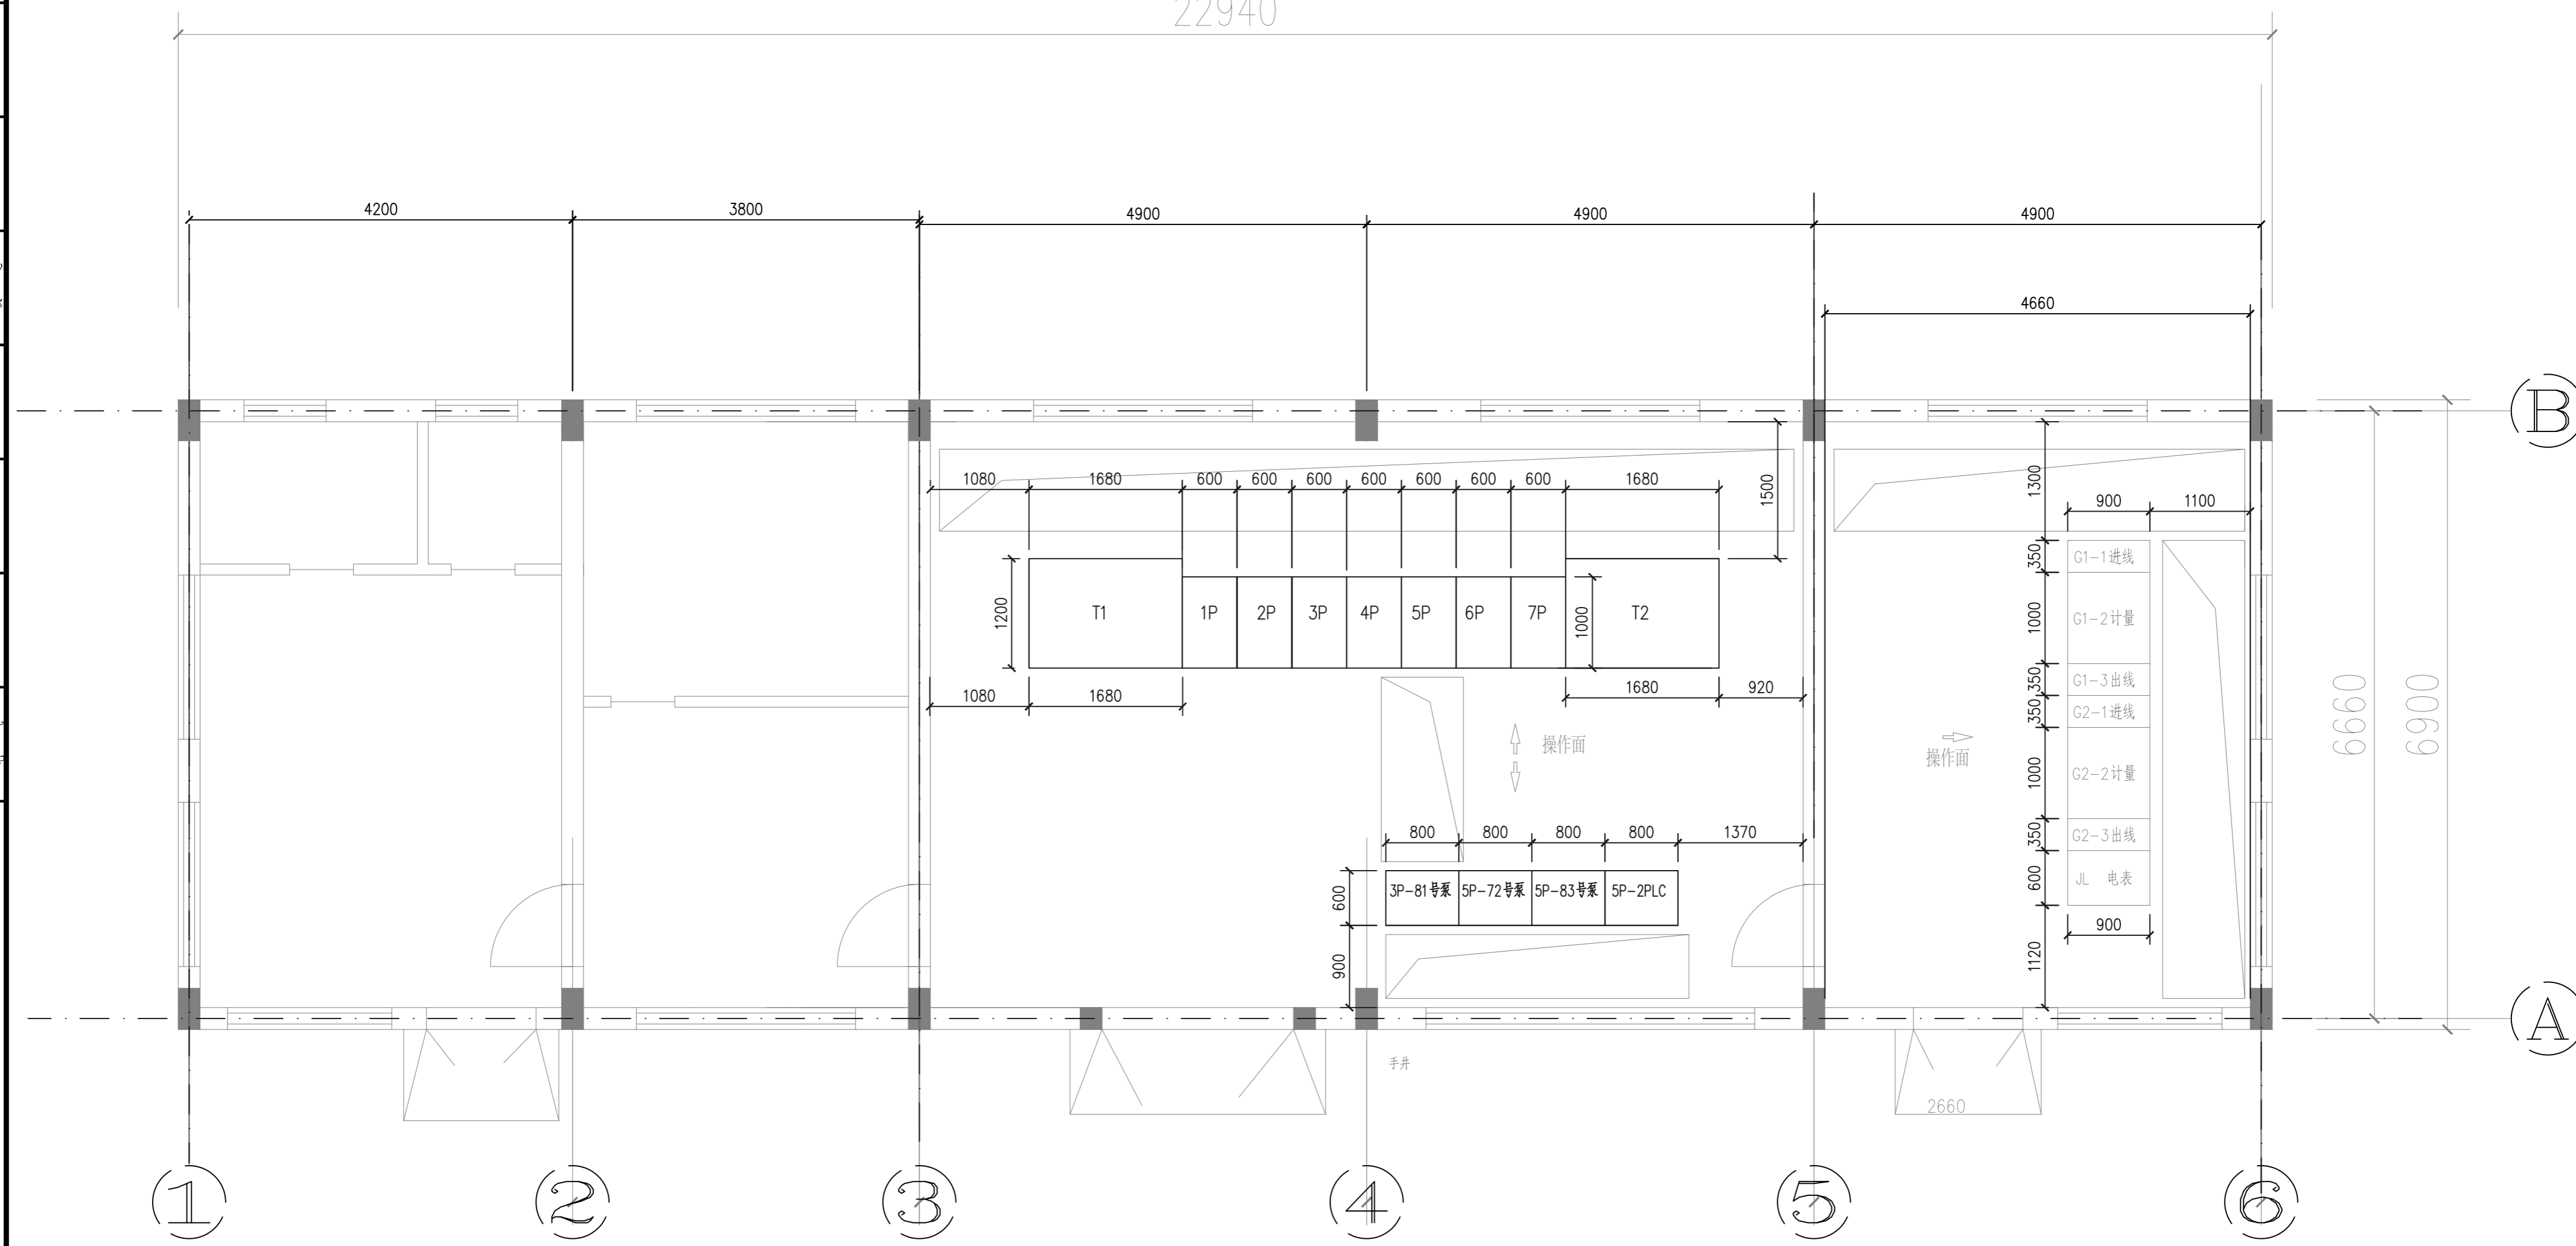 22940
4200 3800 4900 4900 4900
4660
B
1080 1680 600 600 600 600 600 600 600 1680
1500
1300
900 1100
350 G1-1进线
1200 T1 1P 2P 3P 4P 5P 6P 7P 1000 T2
1000 G1-2计量
350 G1-3出线
1080 1680 1680 920
350 G2-1进线
操作面
操作面
6660 6900
1000 G2-2计量
800 800 800 800 1370
350 G2-3出线
600 3P-81号泵 5P-72号泵 5P-83号泵 5P-2PLC
600 JL 电表
900
900
1120
A
手井
2660
1 2 3 4 5 6